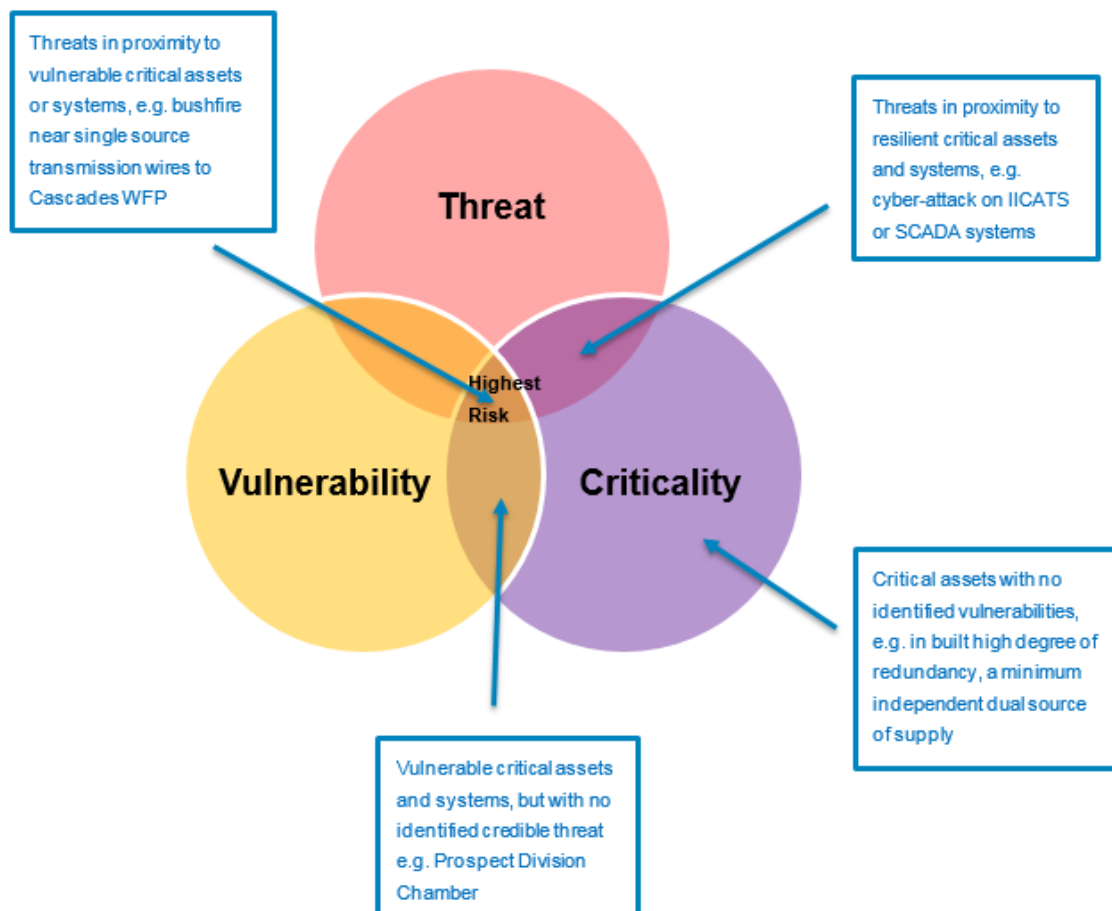 Threats in proximity to
vulnerable critical assets
or systems, e.g. bushfire
near single source
transmission wires to
Cascades WFP
Threats in proximity to
resilient critical assets
and systems, e.g.
cyber-attack on IICATS
or SCADA systems
Threat
Highest
Risk
Vulnerability
Criticality
Critical assets with no
identified vulnerabilities,
e.g. in built high degree of
redundancy, a minimum
independent dual source
of supply
Vulnerable critical assets
and systems, but with no
identified credible threat
e.g. Prospect Division
Chamber